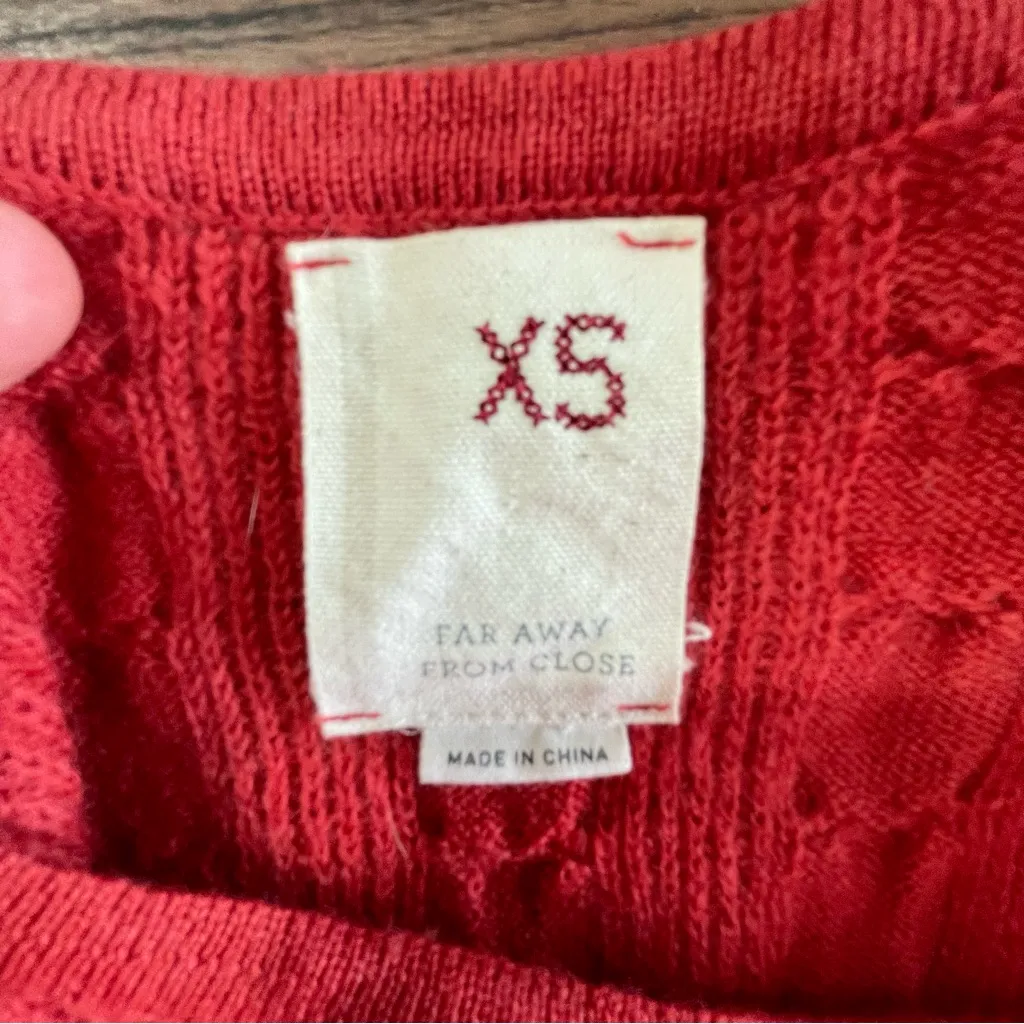 XS
FAR AWAY
FROM CLOSE
MADE IN CHINA